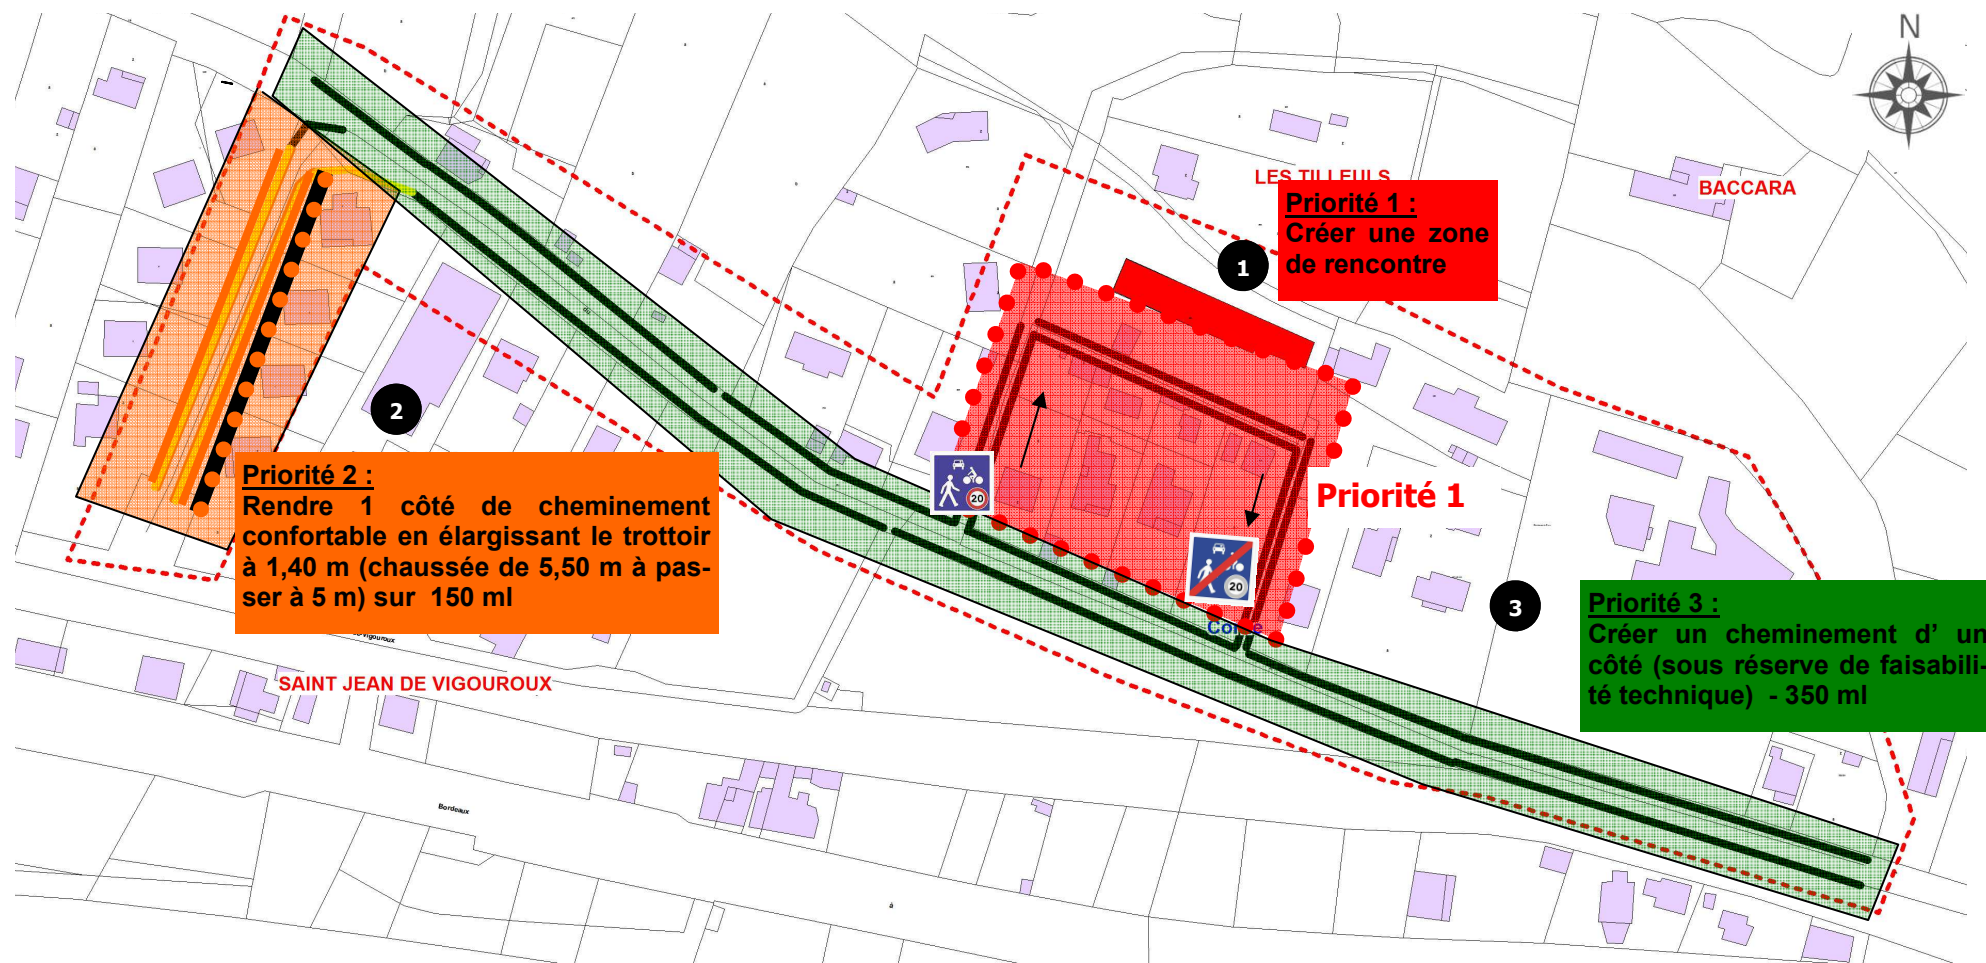 N
LES TILLEULS
BACCARA
Priorité 1 :
Créer une zone
de rencontre
1
2
Priorité 2 :
Rendre 1 côté de cheminement
confortable en élargissant le trottoir
à 1,40 m (chaussée de 5,50 m à pas-
ser à 5 m) sur 150 ml
20
Priorité 1
20
3
Priorité 3 :
Créer un cheminement d' un
côté (sous réserve de faisabili-
té technique) - 350 ml
Vigouroux
SAINT JEAN DE VIGOUROUX
Bordeaux
à